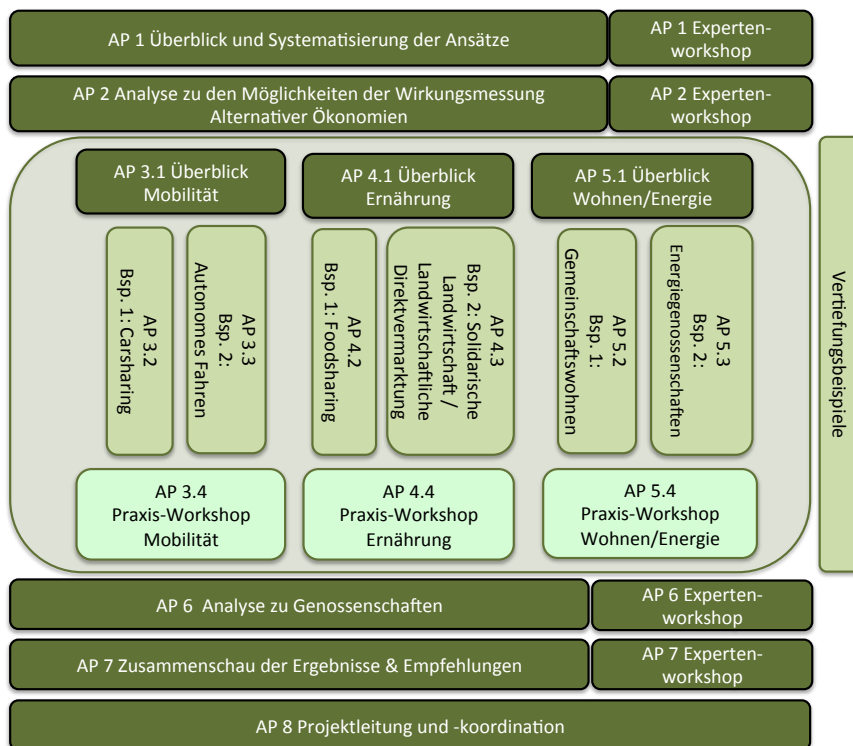 AP 1 Überblick und Systematisierung der Ansätze
AP 1 Experten-
workshop
AP 2 Analyse zu den Möglichkeiten der Wirkungsmessung
Alternativer Ökonomien
AP 2 Experten-
workshop
AP 3.1 Überblick
Mobilität
AP 4.1 Überblick
Ernährung
AP 5.1 Überblick
Wohnen/Energie
AP 3.2
Bsp. 1: Carsharing
AP 3.3
Bsp. 2:
Autonomes Fahren
AP 4.2
Bsp. 1: Foodsharing
AP 4.3
Bsp. 2: Solidarische
Landwirtschaft /
Landwirtschaftliche
Direktvermarktung
AP 5.2
Bsp. 1:
Gemeinschaftswohnen
AP 5.3
Bsp. 2:
Energiegenossenschaften
Vertiefungsbeispiele
AP 3.4
Praxis-Workshop
Mobilität
AP 4.4
Praxis-Workshop
Ernährung
AP 5.4
Praxis-Workshop
Wohnen/Energie
AP 6 Analyse zu Genossenschaften
AP 6 Experten-
workshop
AP 7 Zusammenschau der Ergebnisse & Empfehlungen
AP 7 Experten-
workshop
AP 8 Projektleitung und -koordination